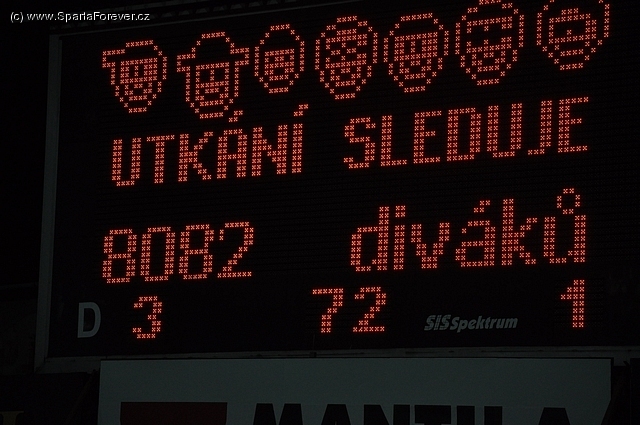 (c) www.SpartaForever.cz
UTKÁNÍ SLEDUJE
8082 diváků
D 3 72 SISSpektrum 1